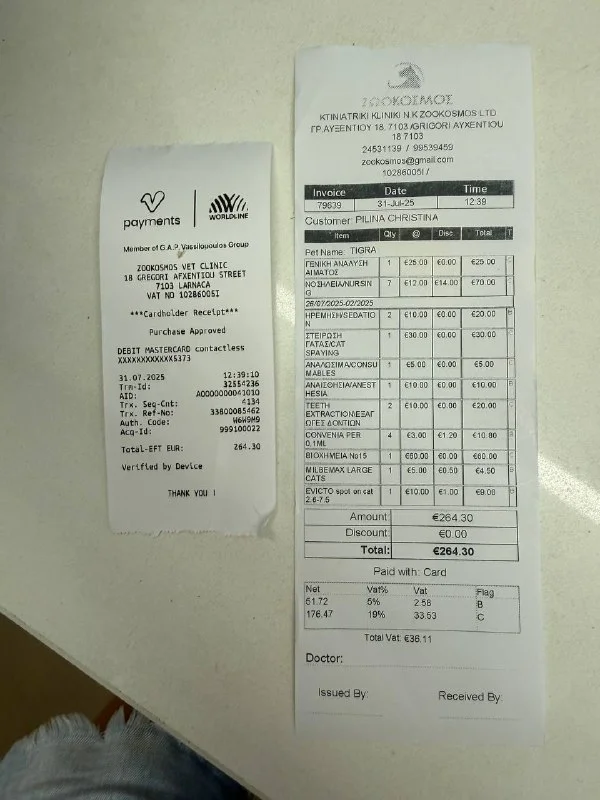 payments
WORLDLINE
Member of G.A.P. Vassilopoulos Group
ZOOKOSMOS VET CLINIC
18 GREGORI AFXENTIOU STREET
7103 LARNACA
VAT NO 10286005I
***Cardholder Receipt***
Purchase Approved
DEBIT MASTERCARD contactless
XXXXXXXXXXXX5373
31.07.2025 12:39:10
Trm-Id: 32554236
AID: A0000000041010
Trx. Seq-Cnt: 4134
Trx. Ref-No: 33800085462
Auth. Code: W6W9M9
Acq-Id: 999100022
Total-EFT EUR: 264.30
Verified by Device
THANK YOU !
ΖΟΟΚΟΣΜΟΣ
KTINIATRIKI KLINIKI N.K ZOOKOSMOS LTD
ΓΡ.ΑΥΞΕΝΤΙΟΥ 18, 7103 /GRIGORI AYXENTIOU
18 7103
24531139 / 99539459
zookosmos@gmail.com
10286005I /
Invoice Date Time
79639 31-Jul-25 12:39
Customer: PILINA CHRISTINA
Item Qty @ Disc. Total T
Pet Name: TIGRA
ΓΕΝΙΚΗ ΑΝΑΛΥΣΗ 1 €25.00 €0.00 €25.00 C
ΑΙΜΑΤΟΣ
ΝΟΣΗΛΕΙΑ/NURSIN 7 €12.00 €14.00 €70.00
G
26/07/2025-02/2025
ΗΡΕΜΗΣΗ/SEDATIO 2 €10.00 €0.00 €20.00 B
N
ΣΤΕΙΡΩΣΗ 1 €30.00 €0.00 €30.00 C
ΓΑΤΑΣ/CAT
SPAYING
ΑΝΑΛΩΣΙΜΑ/CONSU 1 €5.00 €0.00 €5.00 C
MABLES
ΑΝΑΙΣΘΗΣΙΑ/ANEST 1 €10.00 €0.00 €10.00 B
HESIA
TEETH 2 €10.00 €0.00 €20.00
EXTRACTION/ΕΞΑΓ
ΩΓΕΣ ΔΟΝΤΙΩΝ
CONVENIA PER 4 €3.00 €1.20 €10.80 B
0,1ML
ΒΙΟΧΗΜΕΙΑ No15 1 €60.00 €0.00 €60.00 C
MILBEMAX LARGE 1 €5.00 €0.50 €4.50 B
CATS
EVICTO spot on cat 1 €10.00 €1.00 €9.00 B
2.6-7.5
Amount: €264.30
Discount: €0.00
Total: €264.30
Paid with: Card
Net Vat% Vat Flag
51.72 5% 2.58 B
176.47 19% 33.53 C
Total Vat: €36.11
Doctor:
Issued By: Received By: